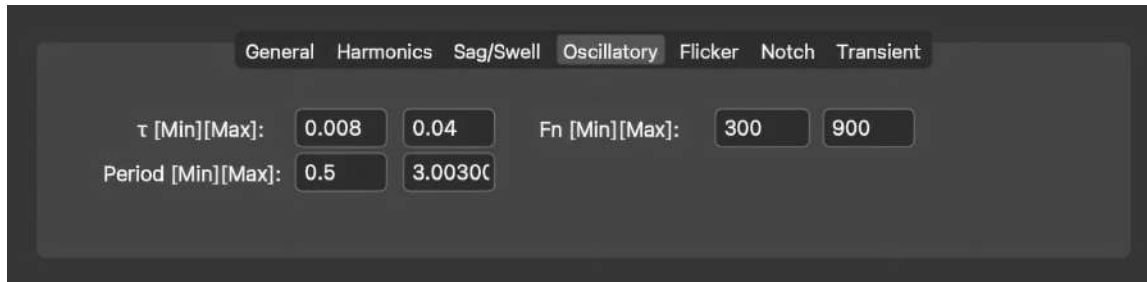 General Harmonics Sag/Swell Oscillatory Flicker Notch Transient
τ [Min][Max]: 0.008 0.04 Fn [Min][Max]: 300 900
Period [Min][Max]: 0.5 3.00300